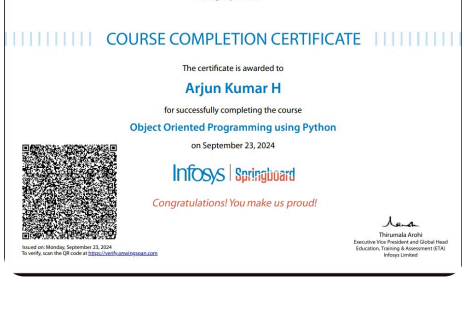 COURSE COMPLETION CERTIFICATE
The certificate is awarded to
Arjun Kumar H
for successfully completing the course
Object Oriented Programming using Python
on September 23, 2024
Infosys | Springboard
Congratulations! You make us proud!
Issued on: Monday, September 23, 2024
To verify, scan the QR code at https://verify.onwingspan.com
Thirumala Arohi
Executive Vice President and Global Head
Education, Training & Assessment (ETA)
Infosys Limited